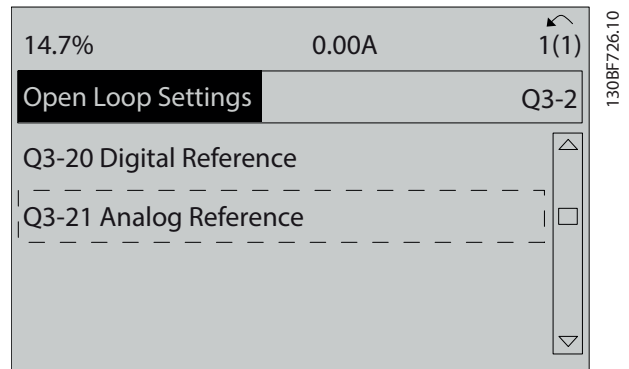 14.7% 0.00A 1(1)
Open Loop Settings Q3-2
Q3-20 Digital Reference
Q3-21 Analog Reference
130BF726.10